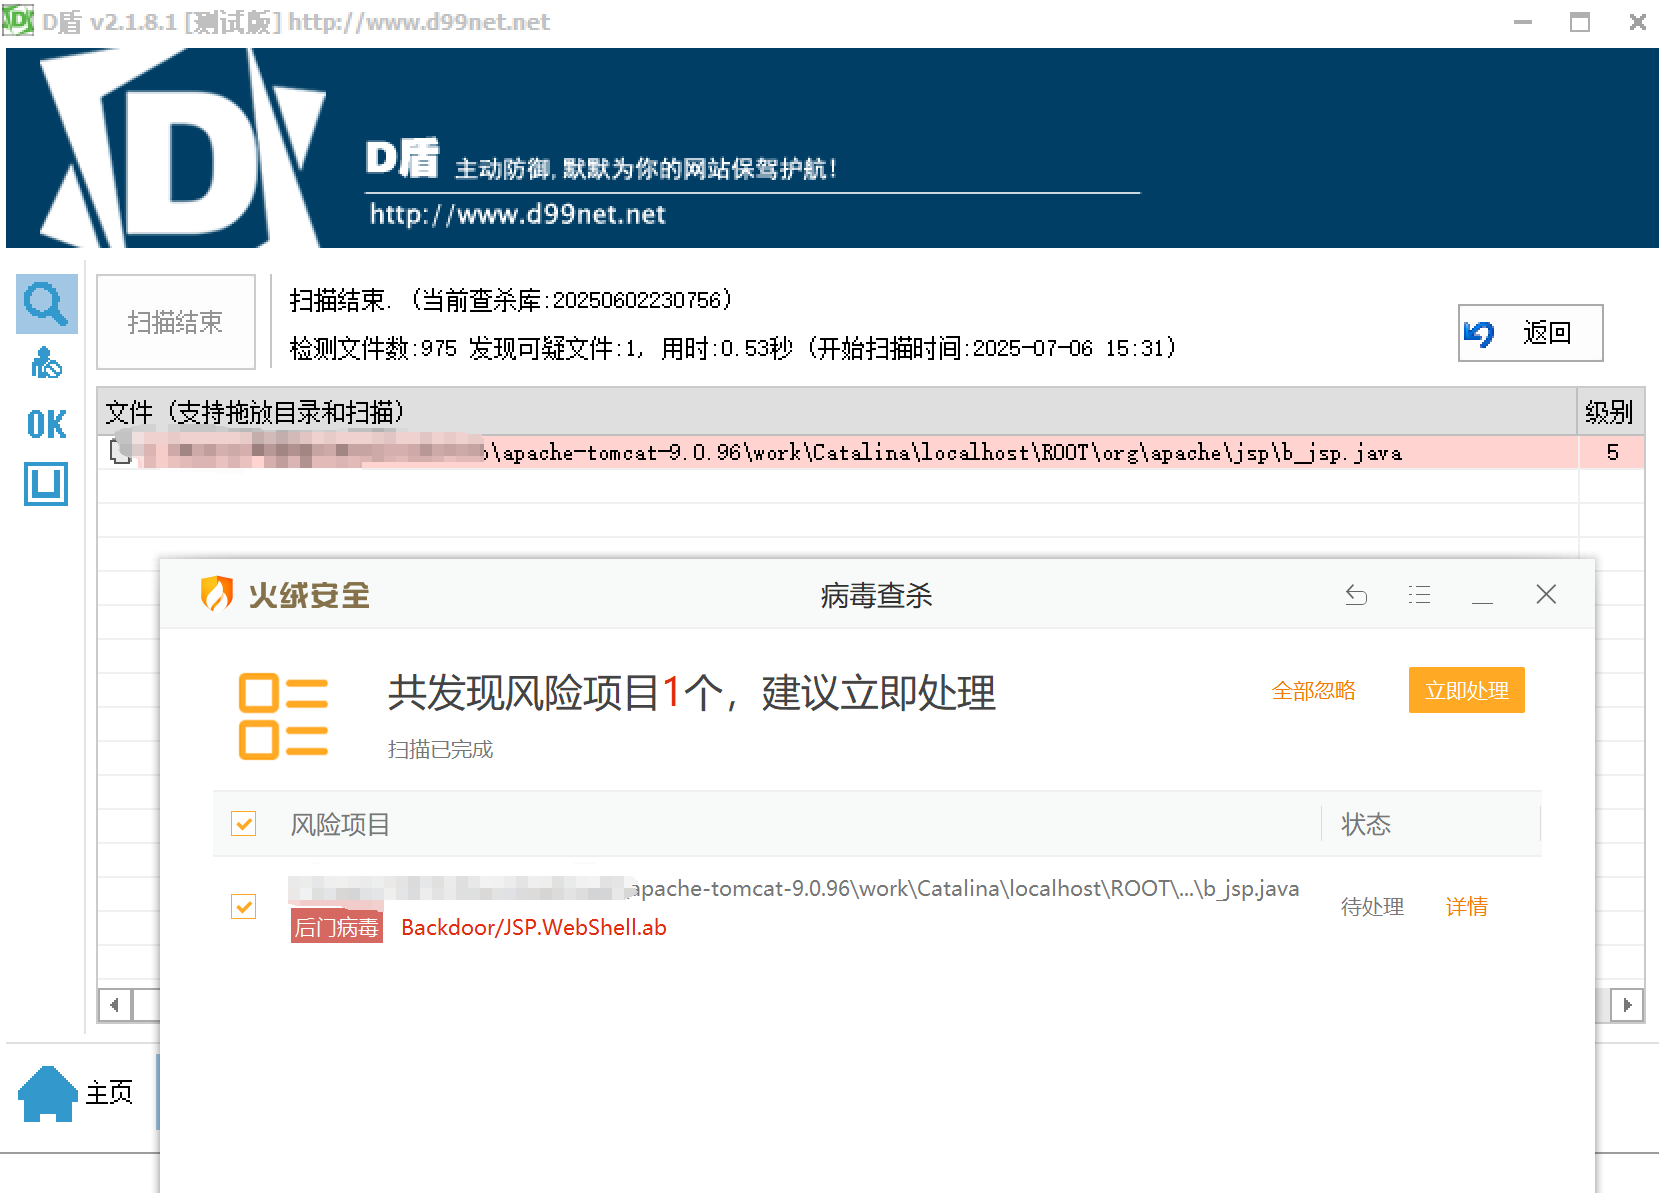 D盾 v2.1.8.1 [测试版] http://www.d99net.net
D盾 主动防御,默默为你的网站保驾护航!
http://www.d99net.net
扫描结束
扫描结束. (当前查杀库:20250602230756)
检测文件数:975 发现可疑文件:1, 用时:0.53秒 (开始扫描时间:2025-07-06 15:31)
返回
OK
文件 (支持拖放目录和扫描) 级别
\apache-tomcat-9.0.96\work\Catalina\localhost\ROOT\org\apache\jsp\b_jsp.java 5
火绒安全 病毒查杀
共发现风险项目1个，建议立即处理
全部忽略 立即处理
扫描已完成
风险项目 状态
apache-tomcat-9.0.96\work\Catalina\localhost\ROOT\...\b_jsp.java
后门病毒 Backdoor/JSP.WebShell.ab
待处理 详情
主页